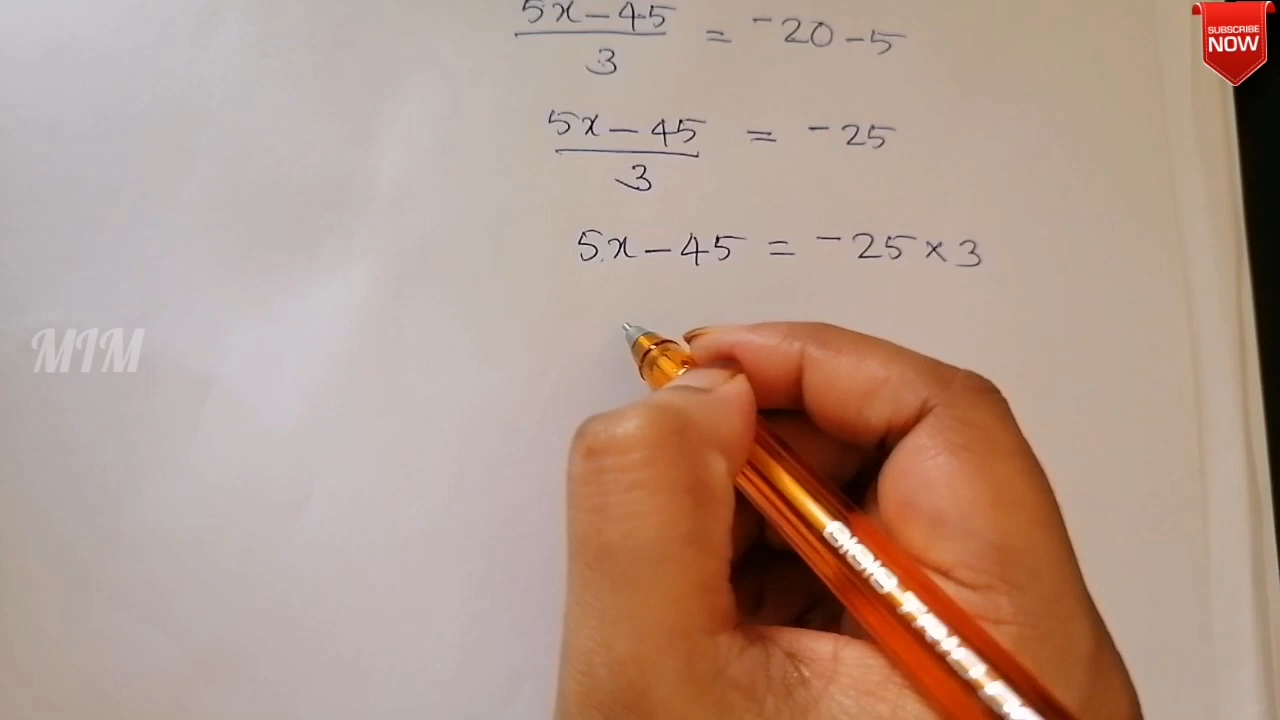 SUBSCRIBE
NOW
5x - 45 / 3 = ⁻20 - 5
5x - 45 / 3 = ⁻25
5x - 45 = ⁻25 × 3
MIM